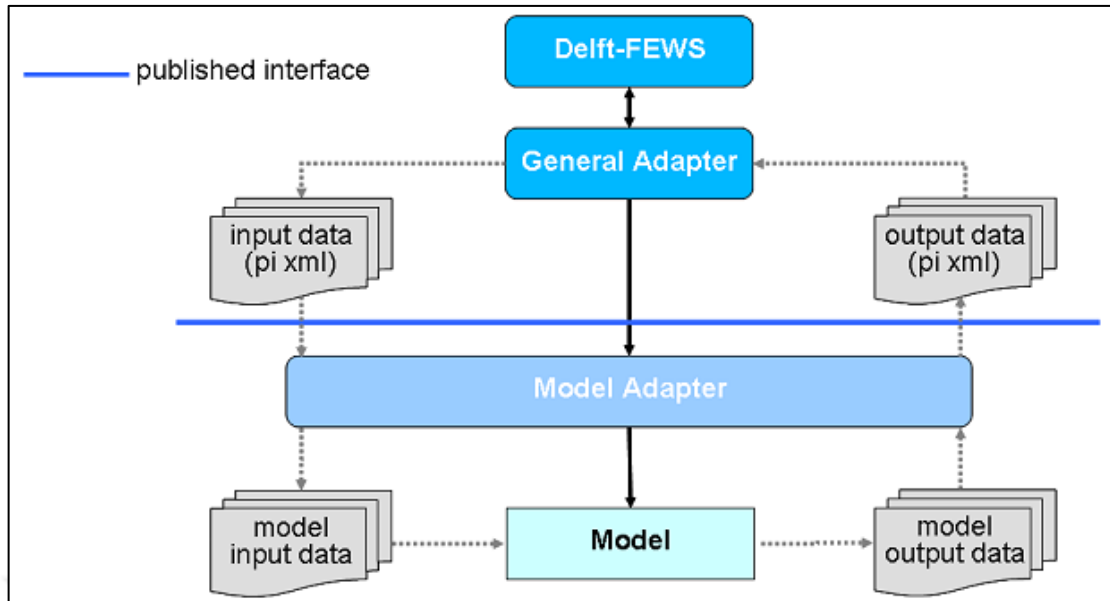 Delft-FEWS
published interface
General Adapter
input data
(pi xml)
output data
(pi xml)
Model Adapter
model
input data
Model
model
output data